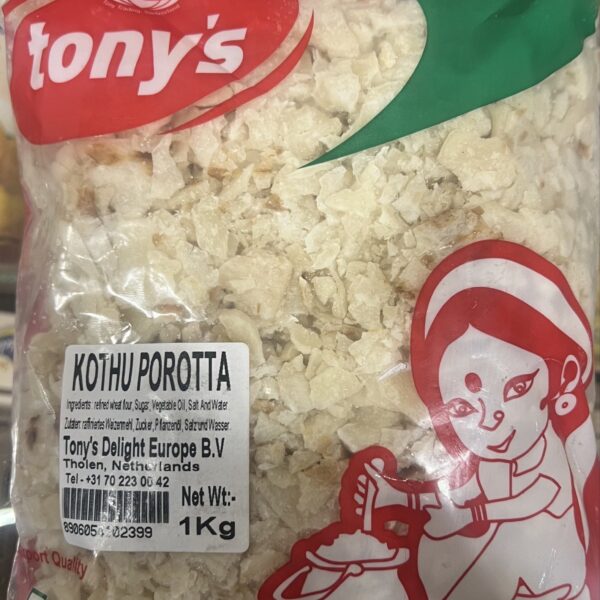 tony's
KOTHU POROTTA
Ingredients: refined wheat flour, Sugar, Vegetable Oil, Salt And Water
Zutaten: raffiniertes Weizenmehl, Zucker, Pflanzenöl, Salz und Wasser
Tony's Delight Europe B.V
Tholen, Netherlands
Tel - +31 70 223 00 42
Net Wt:-
1Kg
Quality